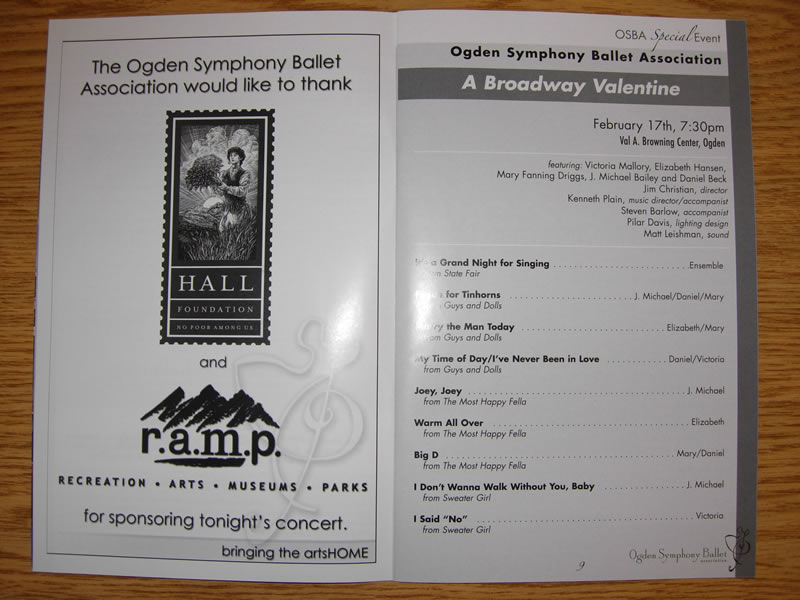 The Ogden Symphony Ballet
Association would like to thank
HALL
FOUNDATION
NO POOR AMONG US
and
r.a.m.p.
RECREATION • ARTS • MUSEUMS • PARKS
for sponsoring tonight's concert.
bringing the artsHOME
OSBA Special Event
Ogden Symphony Ballet Association
A Broadway Valentine
February 17th, 7:30pm
Val A. Browning Center, Ogden
featuring: Victoria Mallory, Elizabeth Hansen,
Mary Fanning Driggs, J. Michael Bailey and Daniel Beck
Jim Christian, director
Kenneth Plain, music director/accompanist
Steven Barlow, accompanist
Pilar Davis, lighting design
Matt Leishman, sound
a Grand Night for Singing Ensemble
State Fair
for Tinhorns J. Michael/Daniel/Mary
Guys and Dolls
the Man Today Elizabeth/Mary
Guys and Dolls
My Time of Day/I've Never Been in Love Daniel/Victoria
from Guys and Dolls
Joey, Joey J. Michael
from The Most Happy Fella
Warm All Over Elizabeth
from The Most Happy Fella
Big D Mary/Daniel
from The Most Happy Fella
I Don't Wanna Walk Without You, Baby J. Michael
from Sweater Girl
I Said "No" Victoria
from Sweater Girl
Ogden Symphony Ballet
ASSOCIATION
9